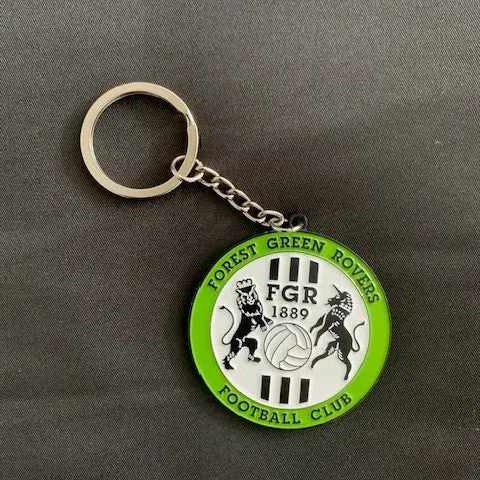 FOREST GREEN ROVERS
FGR
1889
FOOTBALL CLUB